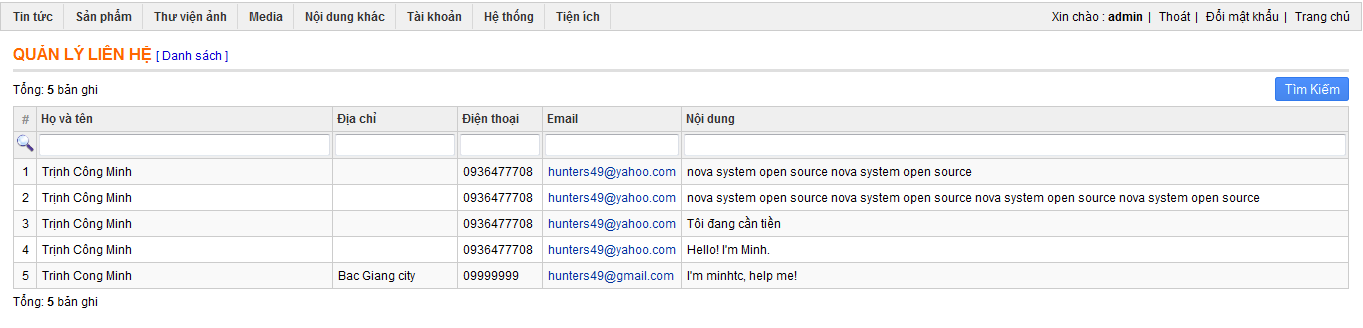 Tin tức Sản phẩm Thư viện ảnh Media Nội dung khác Tài khoản Hệ thống Tiện ích Xin chào : admin | Thoát | Đổi mật khẩu | Trang chủ
QUẢN LÝ LIÊN HỆ [ Danh sách ]
Tổng: 5 bản ghi Tìm Kiếm
# Họ và tên Địa chỉ Điện thoại Email Nội dung
1 Trịnh Công Minh 0936477708 hunters49@yahoo.com nova system open source nova system open source
2 Trịnh Công Minh 0936477708 hunters49@yahoo.com nova system open source nova system open source nova system open source nova system open source
3 Trịnh Công Minh 0936477708 hunters49@yahoo.com Tôi đang cần tiền
4 Trịnh Công Minh 0936477708 hunters49@yahoo.com Hello! I'm Minh.
5 Trinh Cong Minh Bac Giang city 09999999 hunters49@gmail.com I'm minhtc, help me!
Tổng: 5 bản ghi